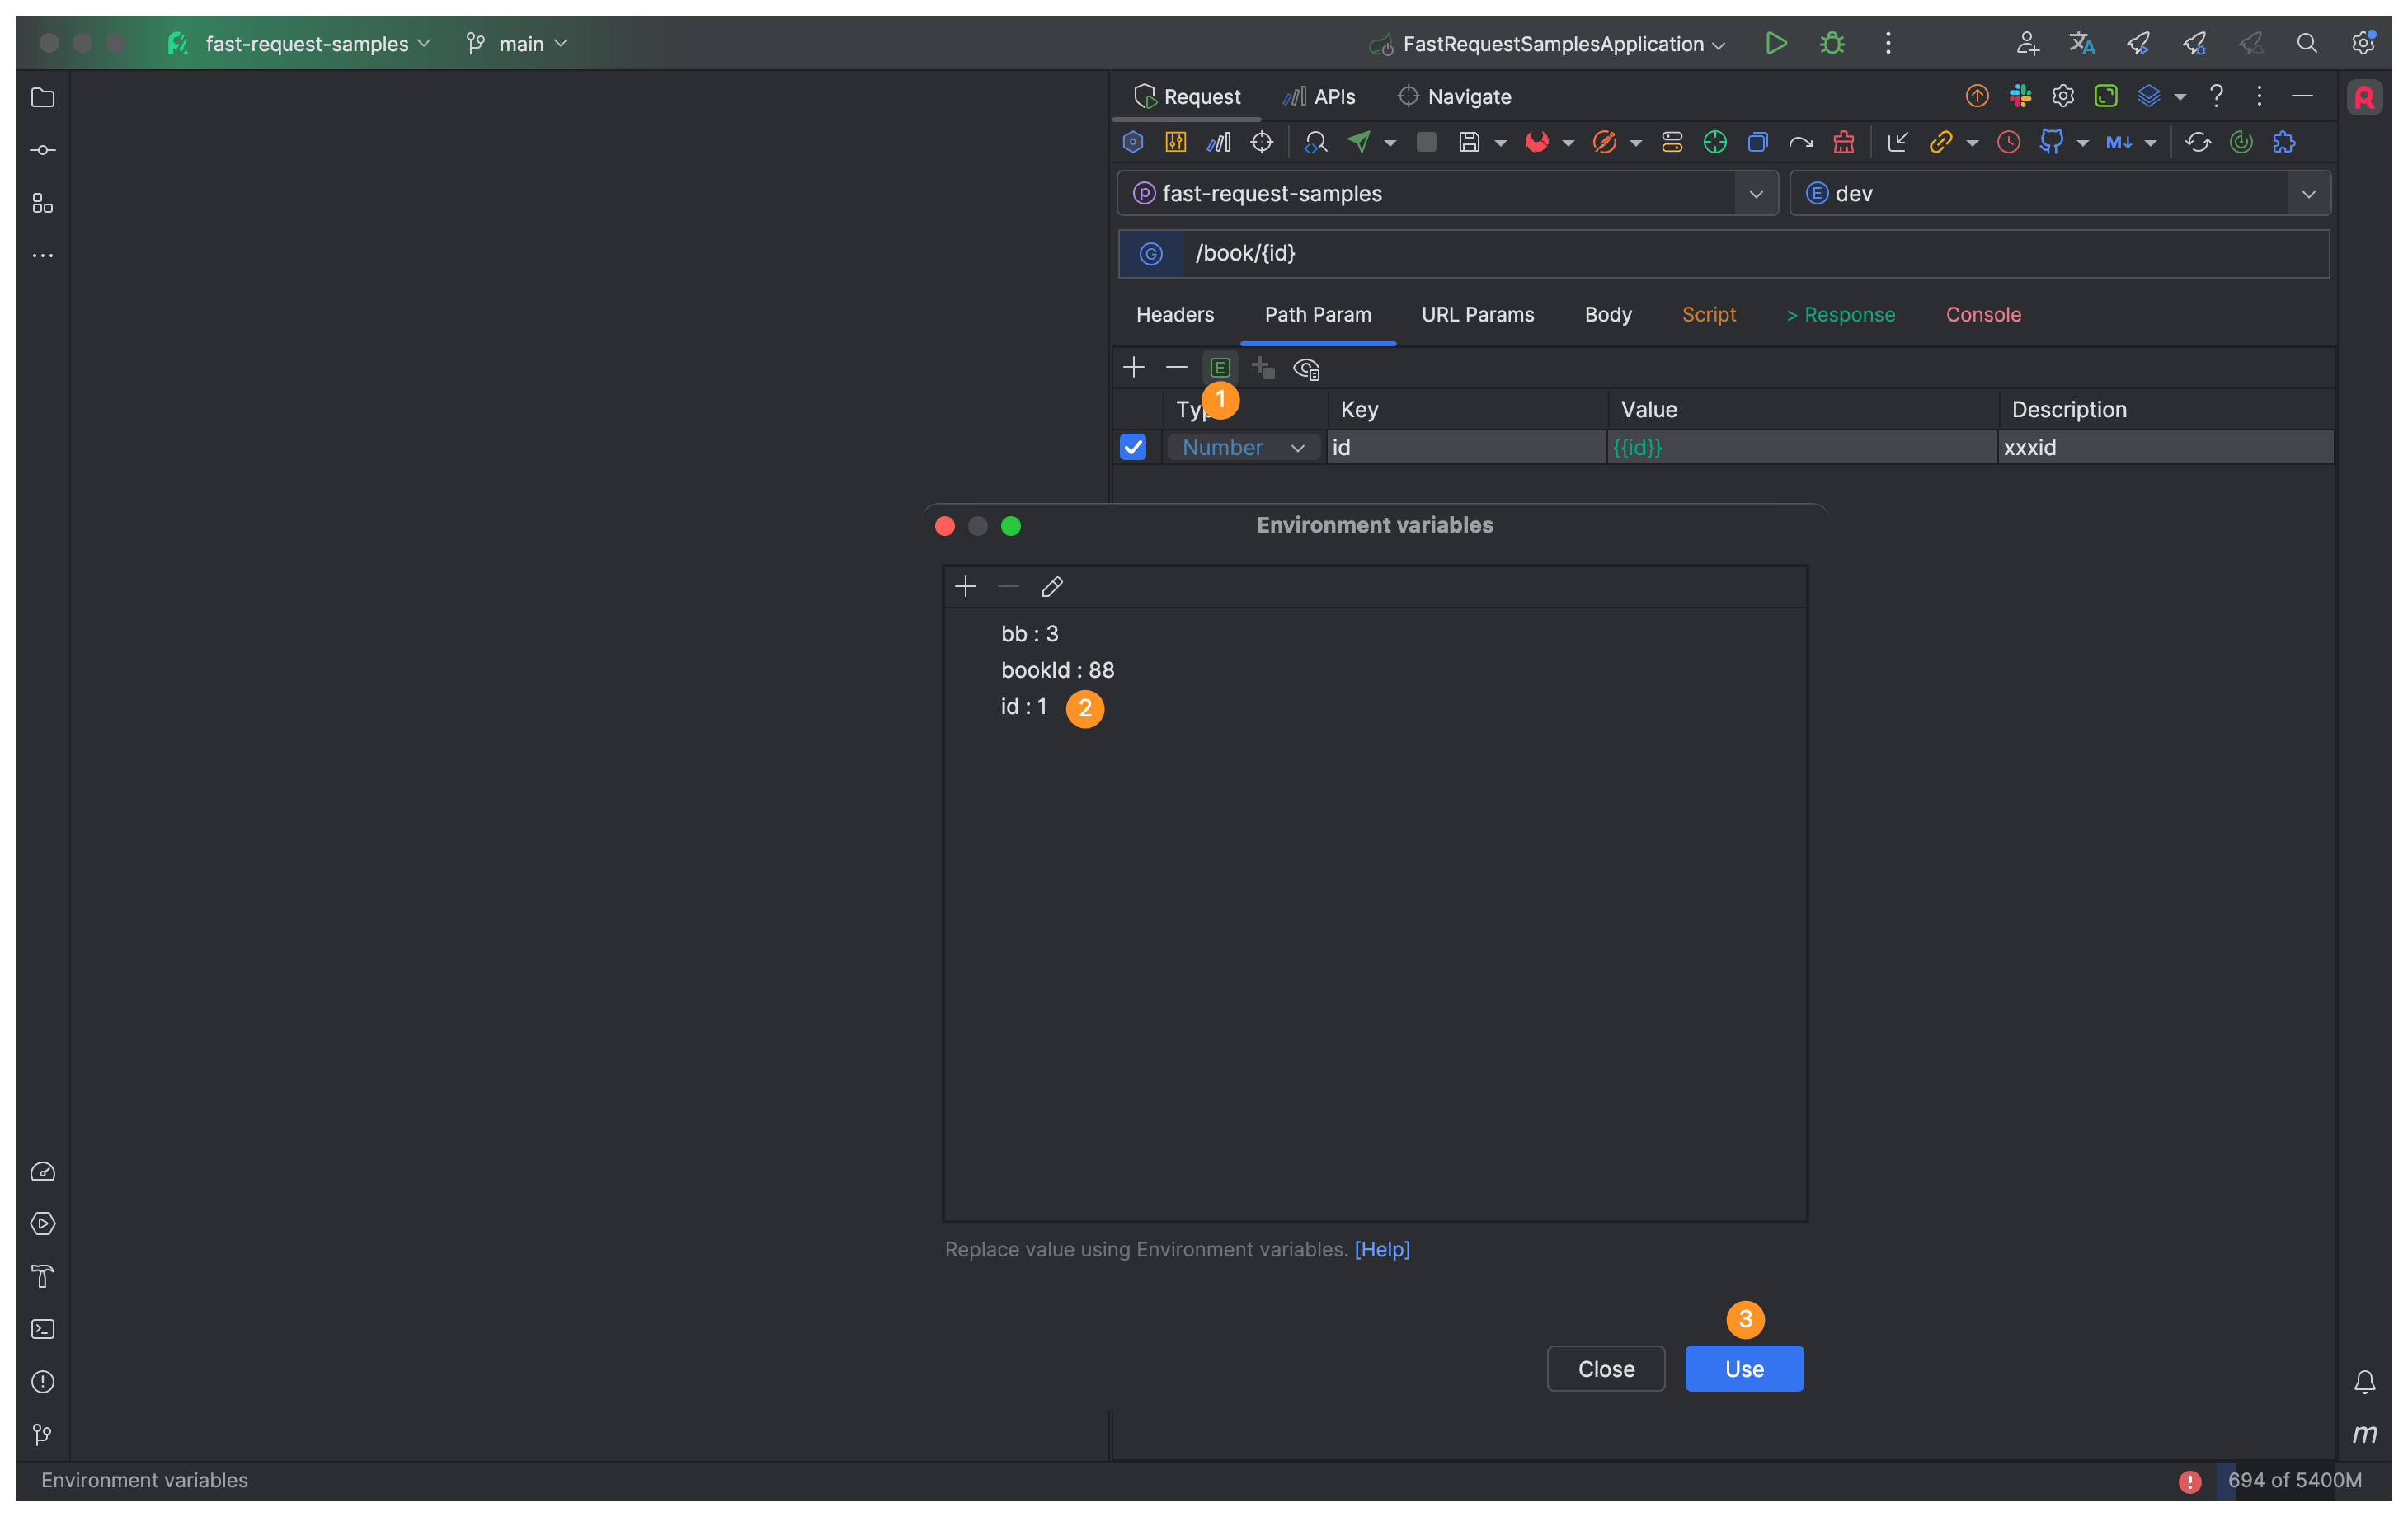 fast-request-samples
main
FastRequestSamplesApplication
Request
APIs
Navigate
fast-request-samples
dev
/book/{id}
Headers
Path Param
URL Params
Body
Script
> Response
Console
1
Key
Value
Description
Number
id
{{id}}
xxxid
Environment variables
bb : 3
bookId : 88
id : 1
2
Replace value using Environment variables. [Help]
3
Close
Use
Environment variables
694 of 5400M